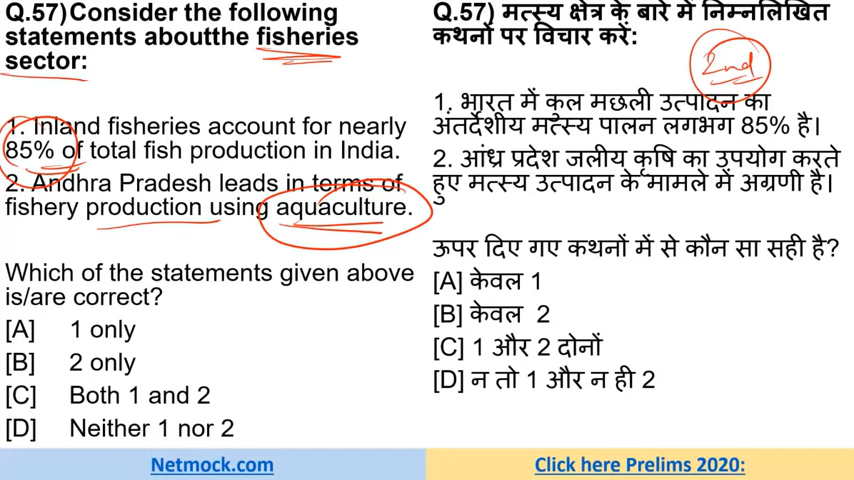 Q.57)Consider the following
statements aboutthe fisheries
sector:
1. Inland fisheries account for nearly
85% of total fish production in India.
2. Andhra Pradesh leads in terms of
fishery production using aquaculture.
Which of the statements given above
is/are correct?
[A] 1 only
[B] 2 only
[C] Both 1 and 2
[D] Neither 1 nor 2
Q.57) मत्स्य क्षेत्र के बारे में निम्नलिखित
कथनों पर विचार करें:
2nd
1. भारत में कुल मछली उत्पादन का
अंतर्देशीय मत्स्य पालन लगभग 85% है।
2. आंध्र प्रदेश जलीय कृषि का उपयोग करते
हुए मत्स्य उत्पादन के मामले में अग्रणी है।
ऊपर दिए गए कथनों में से कौन सा सही है?
[A] केवल 1
[B] केवल 2
[C] 1 और 2 दोनों
[D] न तो 1 और न ही 2
Netmock.com
Click here Prelims 2020: